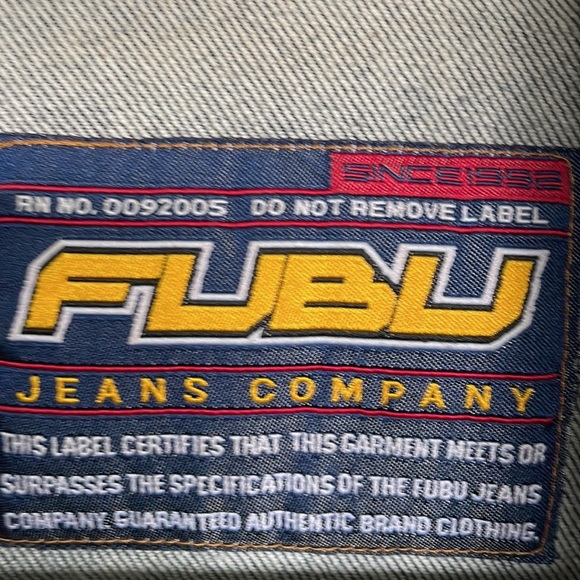 SINCE 1992
RN NO. 0092005 DO NOT REMOVE LABEL
FUBU
JEANS COMPANY
THIS LABEL CERTIFIES THAT THIS GARMENT MEETS OR
SURPASSES THE SPECIFICATIONS OF THE FUBU JEANS
COMPANY. GUARANTEED AUTHENTIC BRAND CLOTHING.